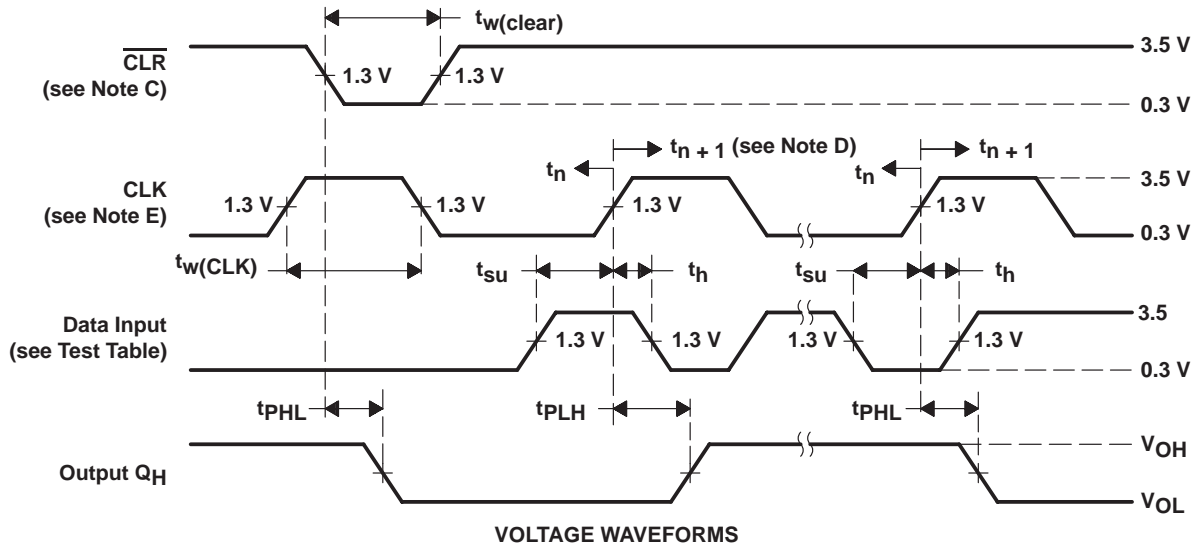 tw(clear)
CLR
(see Note C)
1.3 V
1.3 V
3.5 V
0.3 V
tn
tn + 1 (see Note D)
tn
tn + 1
CLK
(see Note E)
1.3 V
1.3 V
1.3 V
1.3 V
3.5 V
0.3 V
tw(CLK)
tsu
th
tsu
th
Data Input
(see Test Table)
1.3 V
1.3 V
1.3 V
1.3 V
3.5
0.3 V
tPHL
tPLH
tPHL
Output QH
VOH
VOL
VOLTAGE WAVEFORMS